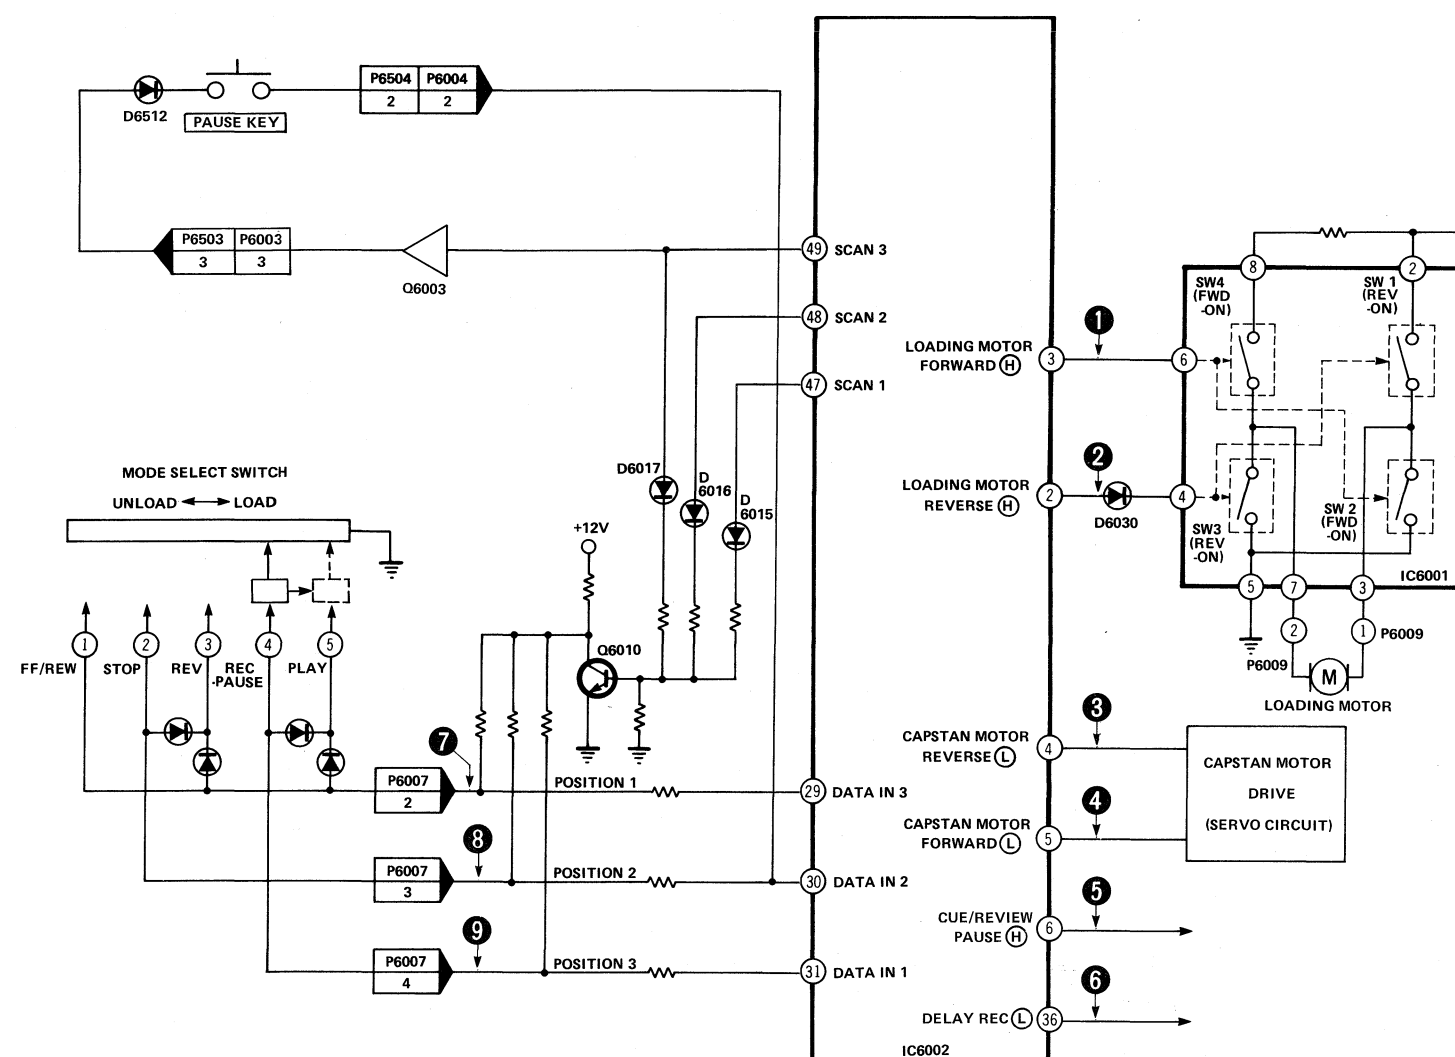 P6504 P6004
2 2
D6512
PAUSE KEY
P6503 P6003
3 3
Q6003
49 SCAN 3
48 SCAN 2
47 SCAN 1
LOADING MOTOR
FORWARD H
3
1
6
LOADING MOTOR
REVERSE H
2
2
D6030
4
8
2
SW4
(FWD
-ON)
SW 1
(REV
-ON)
SW3
(REV
-ON)
SW 2
(FWD
-ON)
IC6001
5 7 3
2 1 P6009
P6009
M
LOADING MOTOR
MODE SELECT SWITCH
UNLOAD LOAD
D6017
D
6016
D
6015
+12V
Q6010
1 2 3 4 5
FF/REW STOP REV REC
-PAUSE
PLAY
7
P6007
2
POSITION 1
29 DATA IN 3
8
P6007
3
POSITION 2
30 DATA IN 2
9
P6007
4
POSITION 3
31 DATA IN 1
CAPSTAN MOTOR
REVERSE L
4
3
CAPSTAN MOTOR
FORWARD L
5
4
CAPSTAN MOTOR
DRIVE
(SERVO CIRCUIT)
CUE/REVIEW
PAUSE H
6
5
DELAY REC L 36
6
IC6002